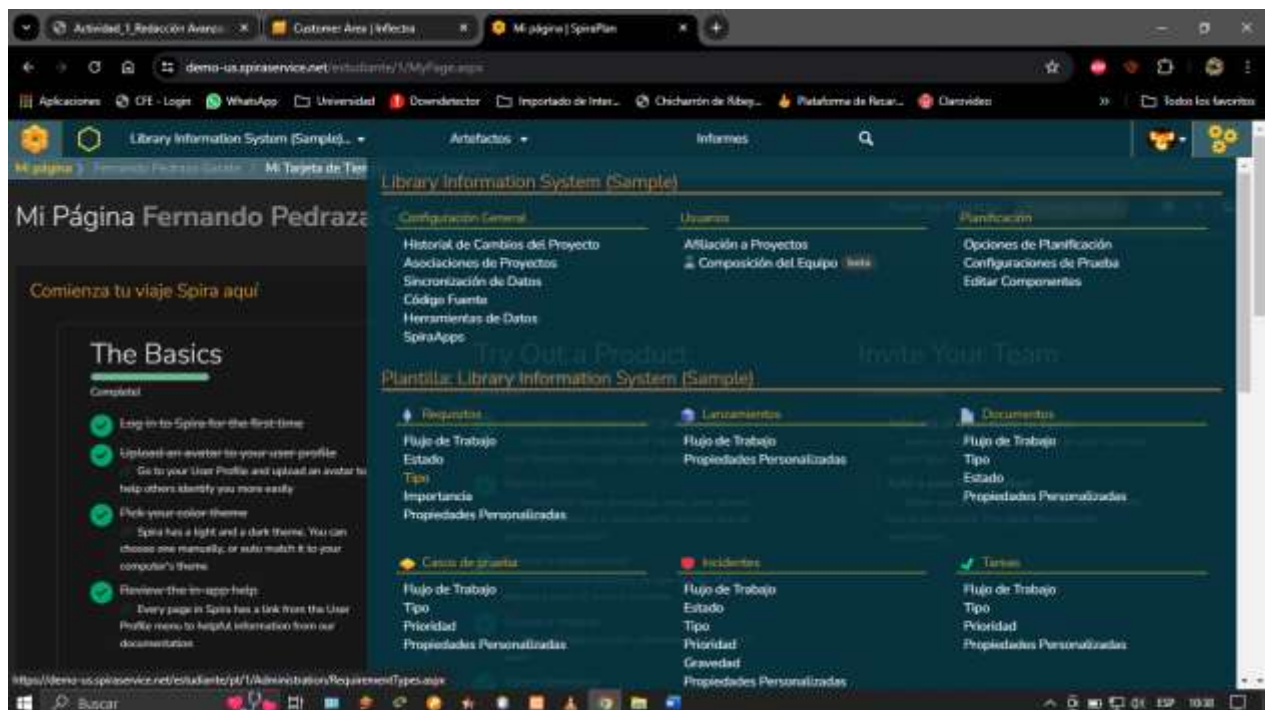 Actividad_1_Redacción Avanz...
Customer Area | Inflectra
Mi página | SpiraPlan
demo-us.spiraservice.net/estudiante/1/MyPage.aspx
Aplicaciones
CFE - Login
WhatsApp
Universidad
Downdetector
Importado de Inter...
Chicharrón de Ribey...
Plataforma de Recar...
Clarovideo
Todos los favoritos
Library Information System (Sample)...
Artefactos
Informes
Mi página
Mi Tarjeta de Tie
Mi Página Fernando Pedraza
Comienza tu viaje Spira aquí
The Basics
Completo!
Log in to Spira for the first time
Upload an avatar to your user profile
Go to your User Profile and upload an avatar to
help others identify you more easily
Pick your color theme
Spira has a light and a dark theme. You can
choose one manually, or auto match it to your
computer's theme
Review the in-app help
Every page in Spira has a link from the User
Profile menu to helpful information from our
documentation
Library Information System (Sample)
Configuración General
Historial de Cambios del Proyecto
Asociaciones de Proyectos
Sincronización de Datos
Código Fuente
Herramientas de Datos
SpiraApps
Usuarios
Afiliación a Proyectos
Composición del Equipo beta
Planificación
Opciones de Planificación
Configuraciones de Prueba
Editar Componentes
Try Out a Product
Invite Your Team
Plantilla: Library Information System (Sample)
Requisitos
Flujo de Trabajo
Estado
Tipo
Importancia
Propiedades Personalizadas
Lanzamientos
Flujo de Trabajo
Propiedades Personalizadas
Documentos
Flujo de Trabajo
Tipo
Estado
Propiedades Personalizadas
Casos de prueba
Flujo de Trabajo
Tipo
Prioridad
Propiedades Personalizadas
Incidentes
Flujo de Trabajo
Estado
Tipo
Prioridad
Gravedad
Propiedades Personalizadas
Tareas
Flujo de Trabajo
Tipo
Prioridad
Propiedades Personalizadas
https://demo-us.spiraservice.net/estudiante/pt/1/Administration/RequirementTypes.aspx
Buscar
ESP
10:38